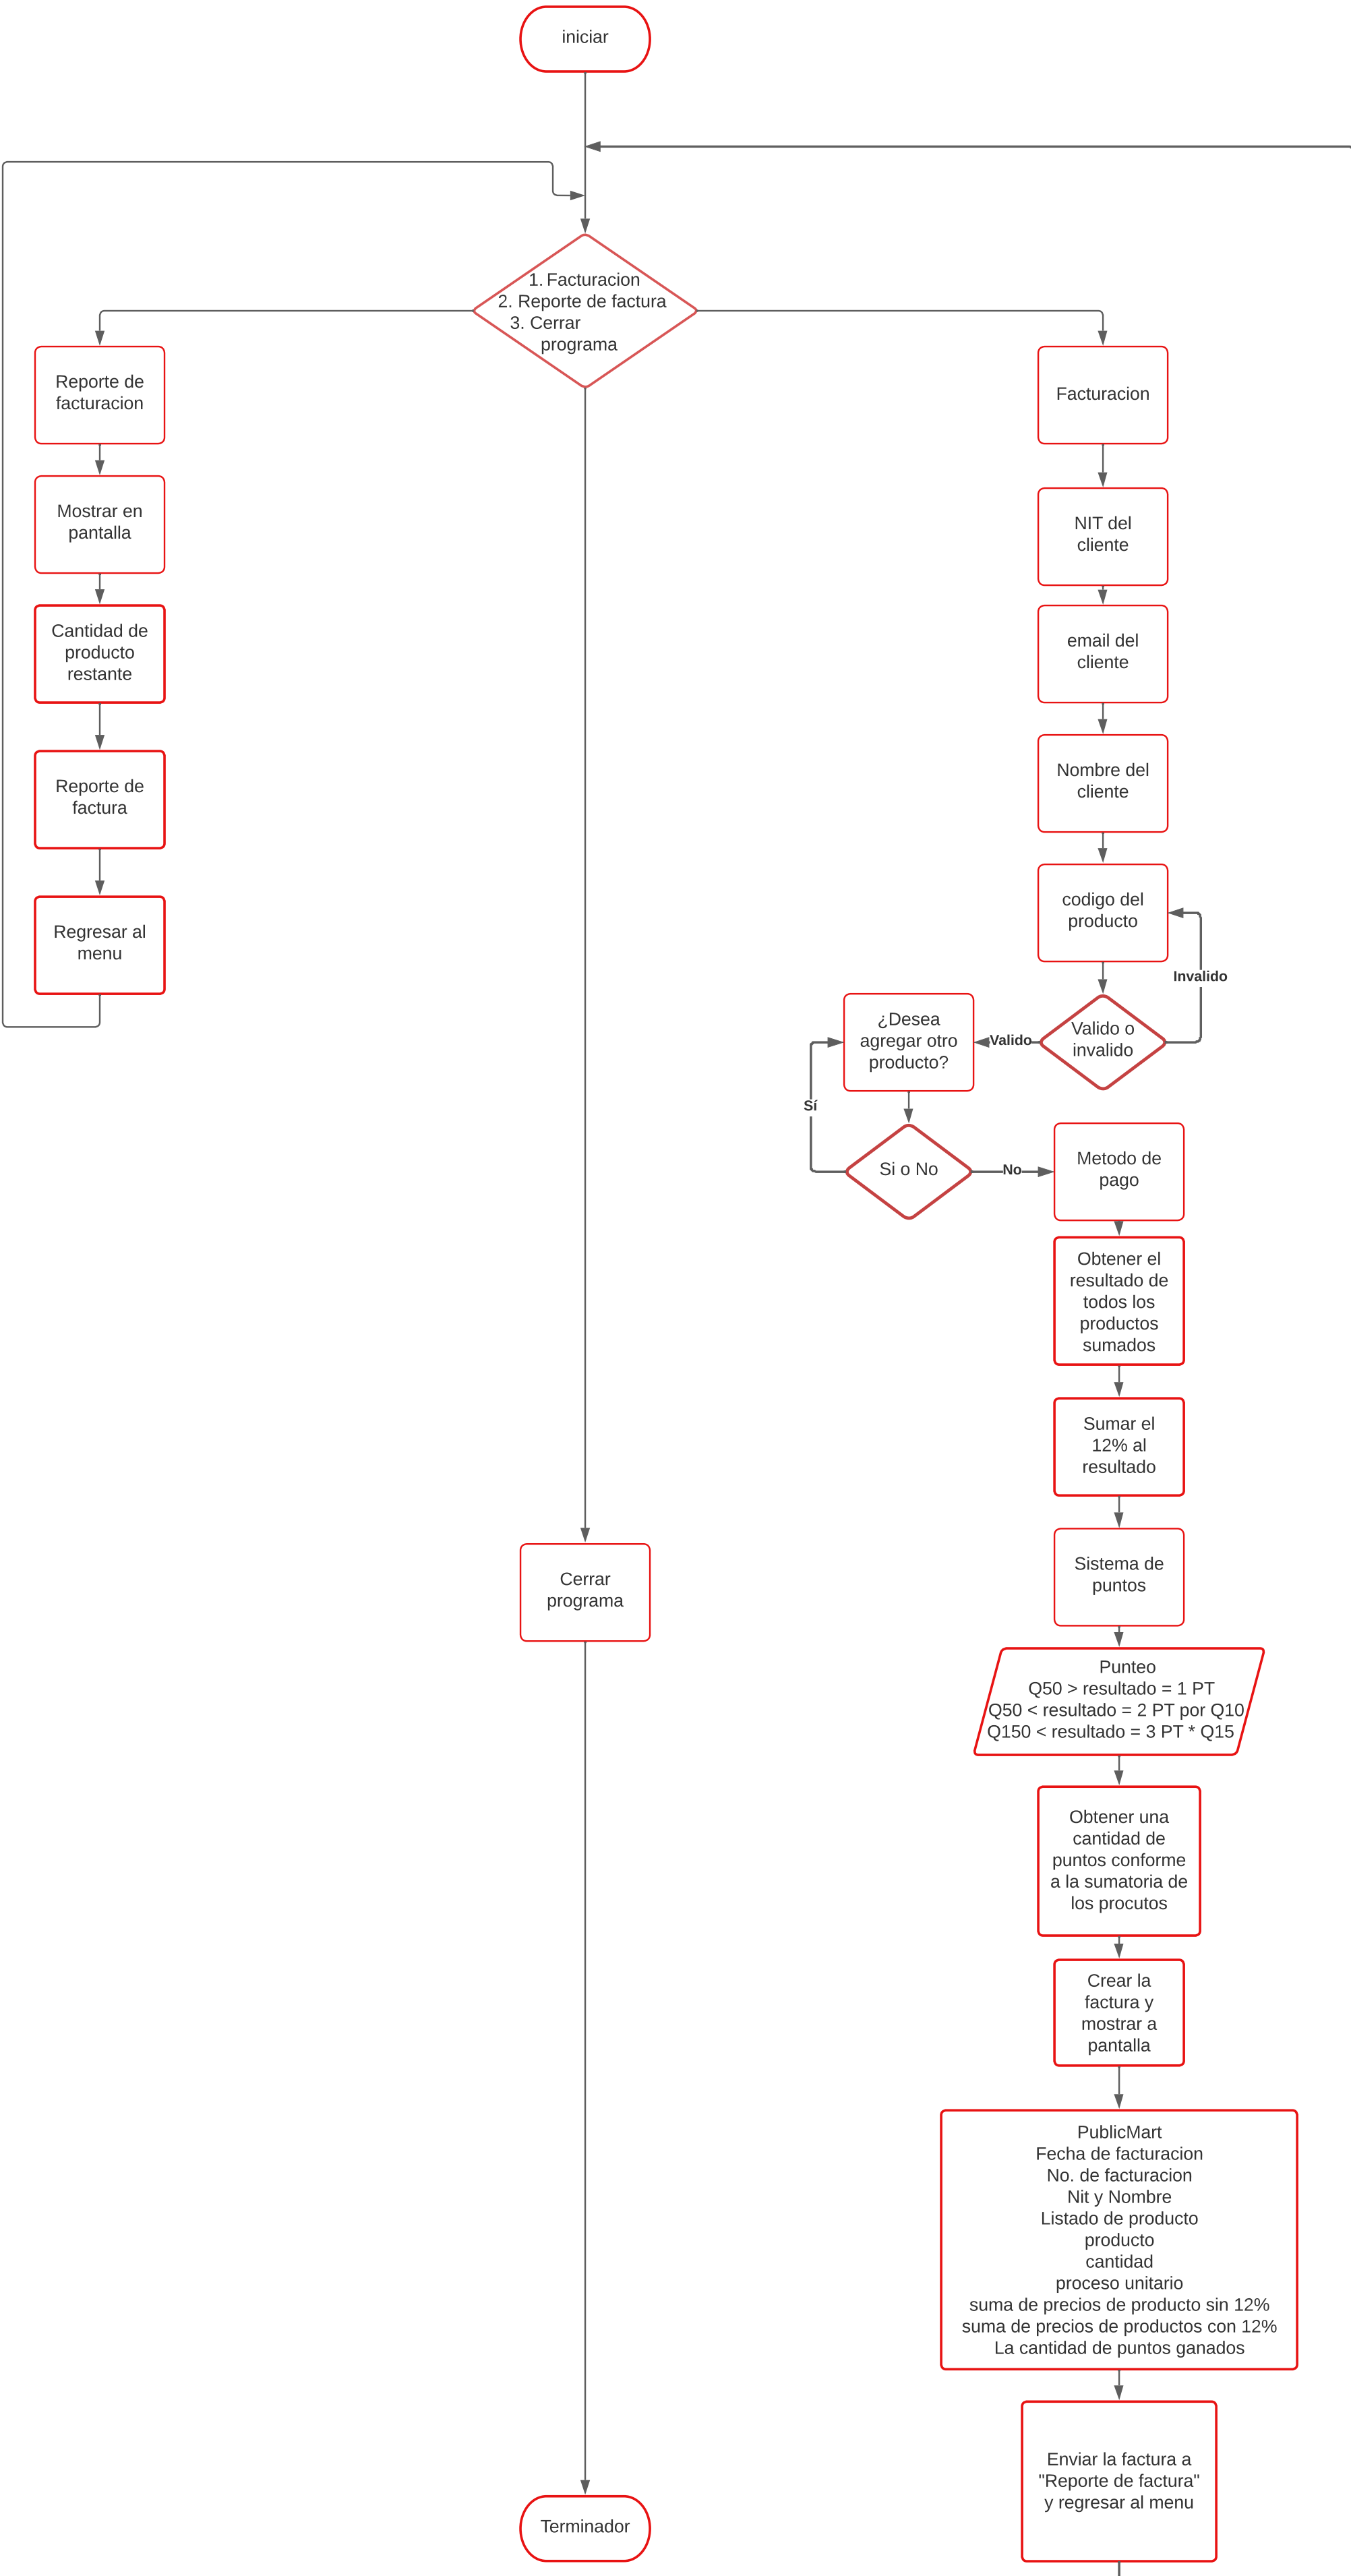 iniciar
1. Facturacion
2. Reporte de factura
3. Cerrar
programa
Reporte de
facturacion
Mostrar en
pantalla
Cantidad de
producto
restante
Reporte de
factura
Regresar al
menu
Facturacion
NIT del
cliente
email del
cliente
Nombre del
cliente
codigo del
producto
Invalido
Valido o
invalido
Valido
¿Desea
agregar otro
producto?
Sí
Si o No
No
Metodo de
pago
Obtener el
resultado de
todos los
productos
sumados
Sumar el
12% al
resultado
Sistema de
puntos
Punteo
Q50 > resultado = 1 PT
Q50 < resultado = 2 PT por Q10
Q150 < resultado = 3 PT * Q15
Obtener una
cantidad de
puntos conforme
a la sumatoria de
los procutos
Crear la
factura y
mostrar a
pantalla
PublicMart
Fecha de facturacion
No. de facturacion
Nit y Nombre
Listado de producto
producto
cantidad
proceso unitario
suma de precios de producto sin 12%
suma de precios de productos con 12%
La cantidad de puntos ganados
Enviar la factura a
"Reporte de factura"
y regresar al menu
Cerrar
programa
Terminador